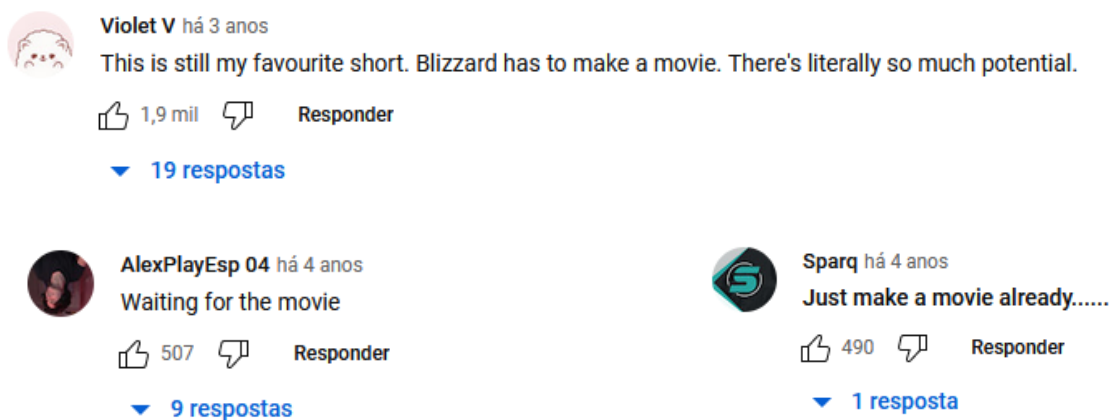 Violet V há 3 anos
This is still my favourite short. Blizzard has to make a movie. There's literally so much potential.
1,9 mil Responder
19 respostas
AlexPlayEsp 04 há 4 anos
Waiting for the movie
507 Responder
9 respostas
Sparq há 4 anos
Just make a movie already......
490 Responder
1 resposta